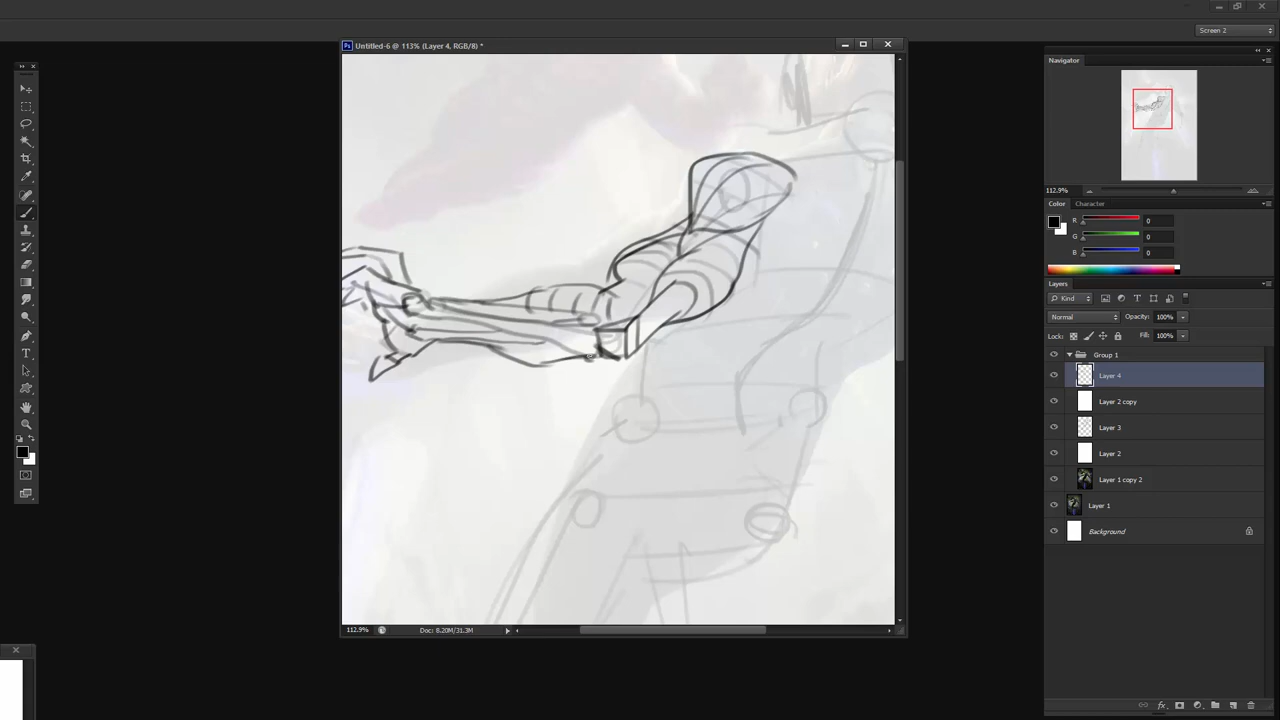 Screen 2
Ps Untitled-6 @ 113% (Layer 4, RGB/8) *
Navigator
112.9%
Color Character
R 0
G 0
B 0
Layers
Kind
Normal Opacity: 100%
Lock: Fill: 100%
Group 1
Layer 4
Layer 2 copy
Layer 3
Layer 2
Layer 1 copy 2
Layer 1
Background
112.9% Doc: 8.20M/31.3M